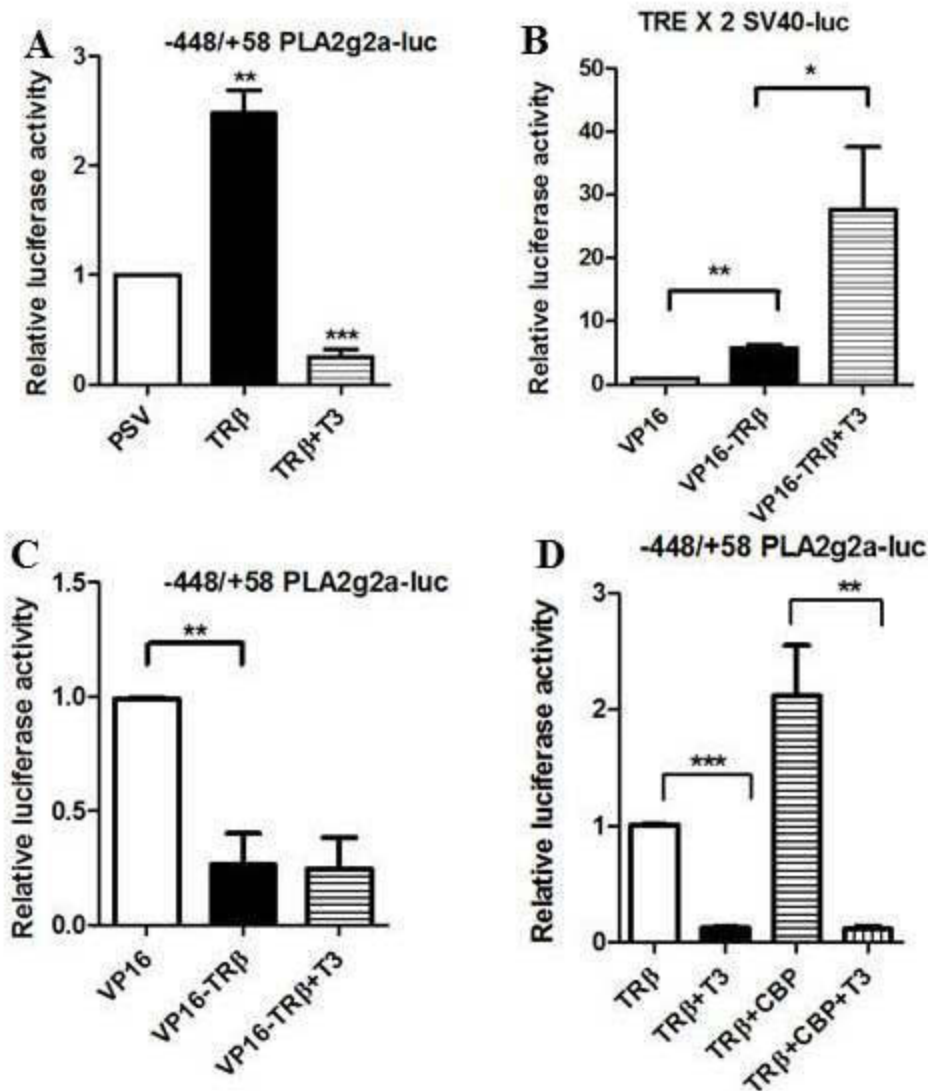 A
-448/+58 PLA2g2a-luc
Relative luciferase activity
3
2
1
0
**
***
PSV
TRβ
TRβ+T3
B
TRE X 2 SV40-luc
Relative luciferase activity
50
40
30
20
10
0
**
*
VP16
VP16-TRβ
VP16-TRβ+T3
C
-448/+58 PLA2g2a-luc
Relative luciferase activity
1.5
1.0
0.5
0.0
**
VP16
VP16-TRβ
VP16-TRβ+T3
D
-448/+58 PLA2g2a-luc
Relative luciferase activity
3
2
1
0
***
**
TRβ
TRβ+T3
TRβ+CBP
TRβ+CBP+T3